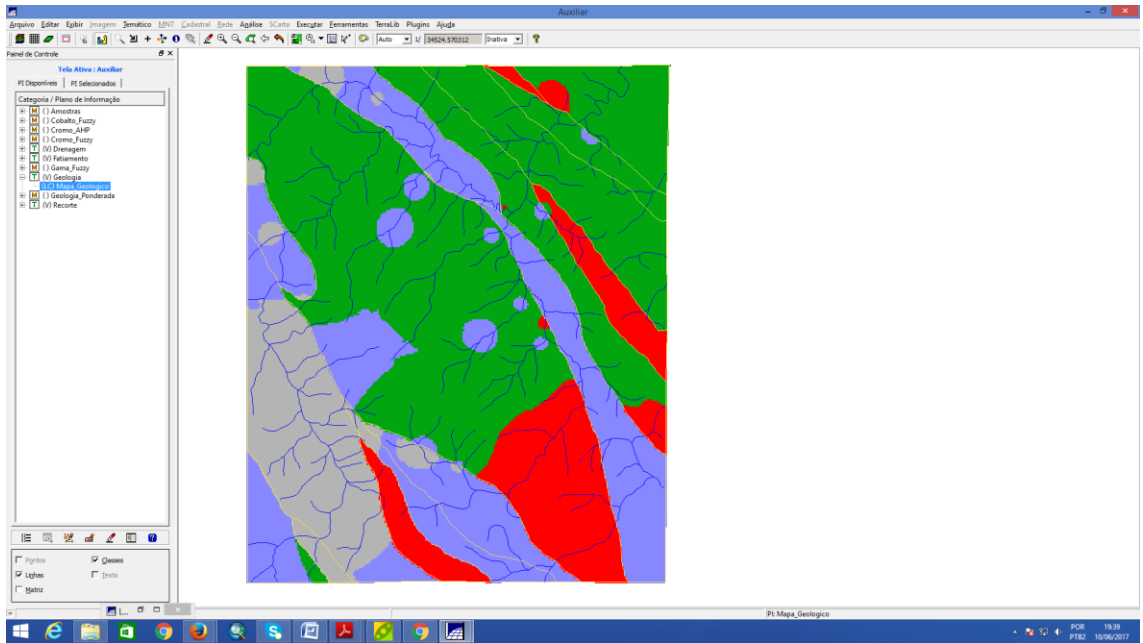 Auxiliar
Arquivo Editar Exibir Imagem Temático MNT Cadastral Rede Análise SCarta Executar Ferramentas TerraLib Plugins Ajuda
Auto 1/ 34524.570312 Inativa
Painel de Controle
Tela Ativa : Auxiliar
PI Disponíveis PI Selecionados
Categoria / Plano de Informação
M ( ) Amostras
M ( ) Cobalto_Fuzzy
M ( ) Cromo_AHP
M ( ) Cromo_Fuzzy
T (V) Drenagem
T (V) Fatiamento
M ( ) Gama_Fuzzy
T (V) Geologia
(LC) Mapa_Geologico
M ( ) Geologia_Ponderada
T (V) Recorte
Pontos Classes
Linhas Texto
Matriz
L...
PI: Mapa_Geologico
POR 19:39
PTB2 10/06/201